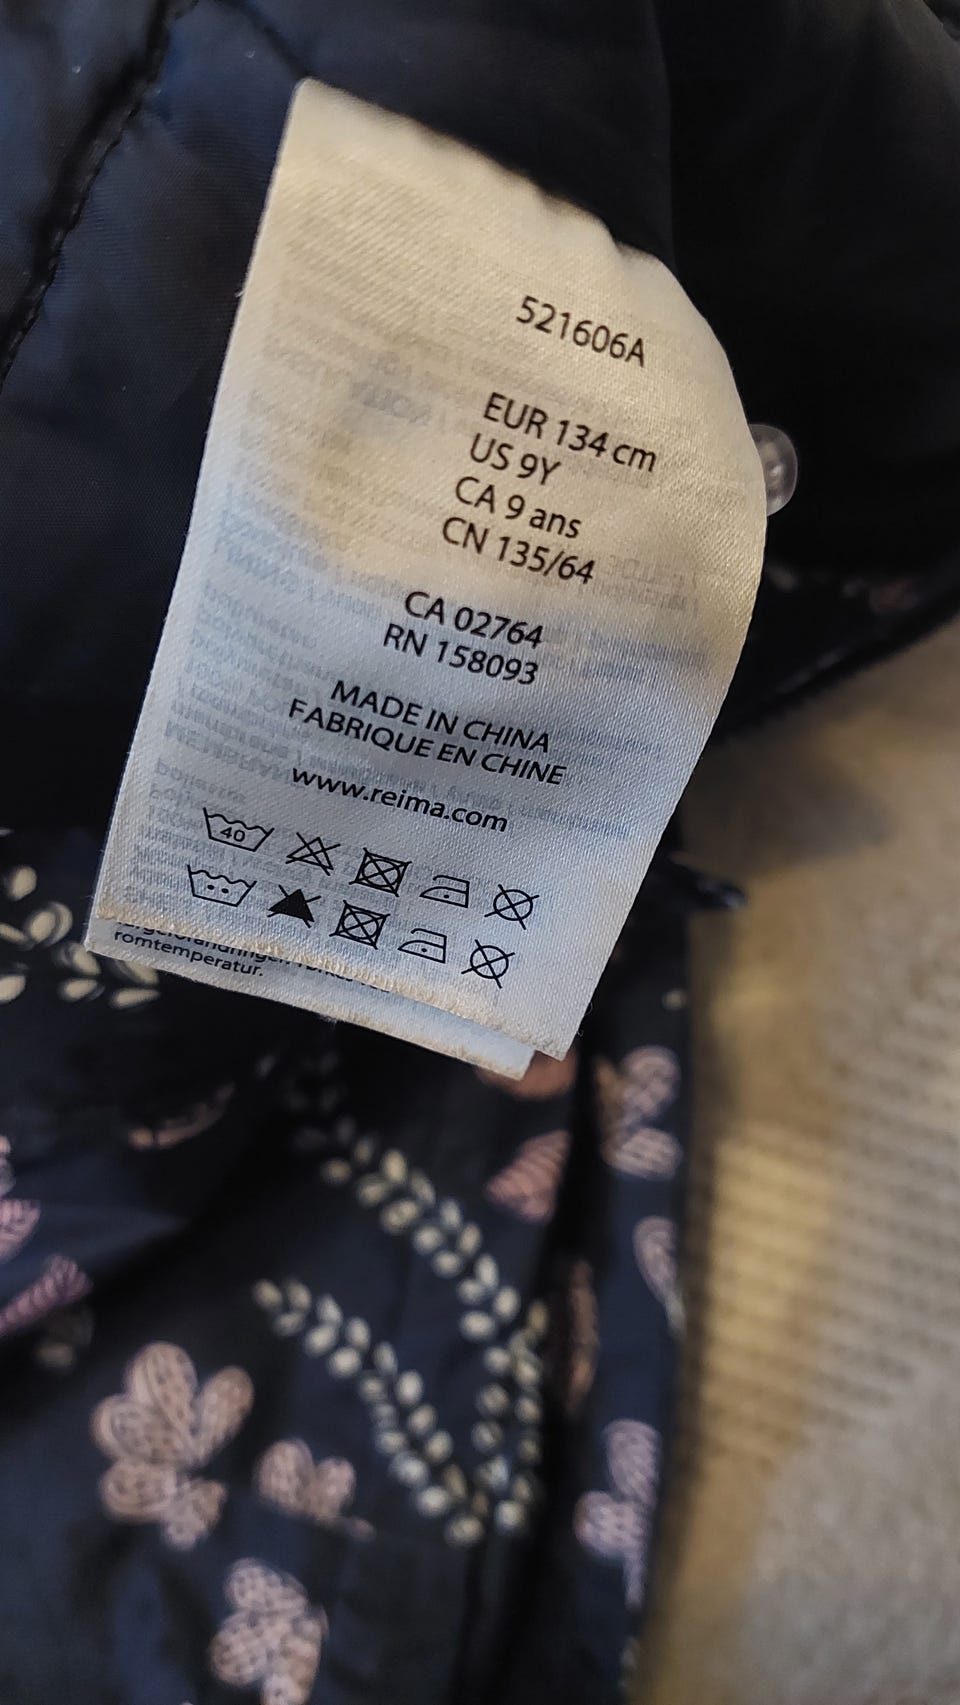 521606A
EUR 134 cm
US 9Y
CA 9 ans
CN 135/64
CA 02764
RN 158093
MADE IN CHINA
FABRIQUE EN CHINE
www.reima.com
40
romtemperatur.